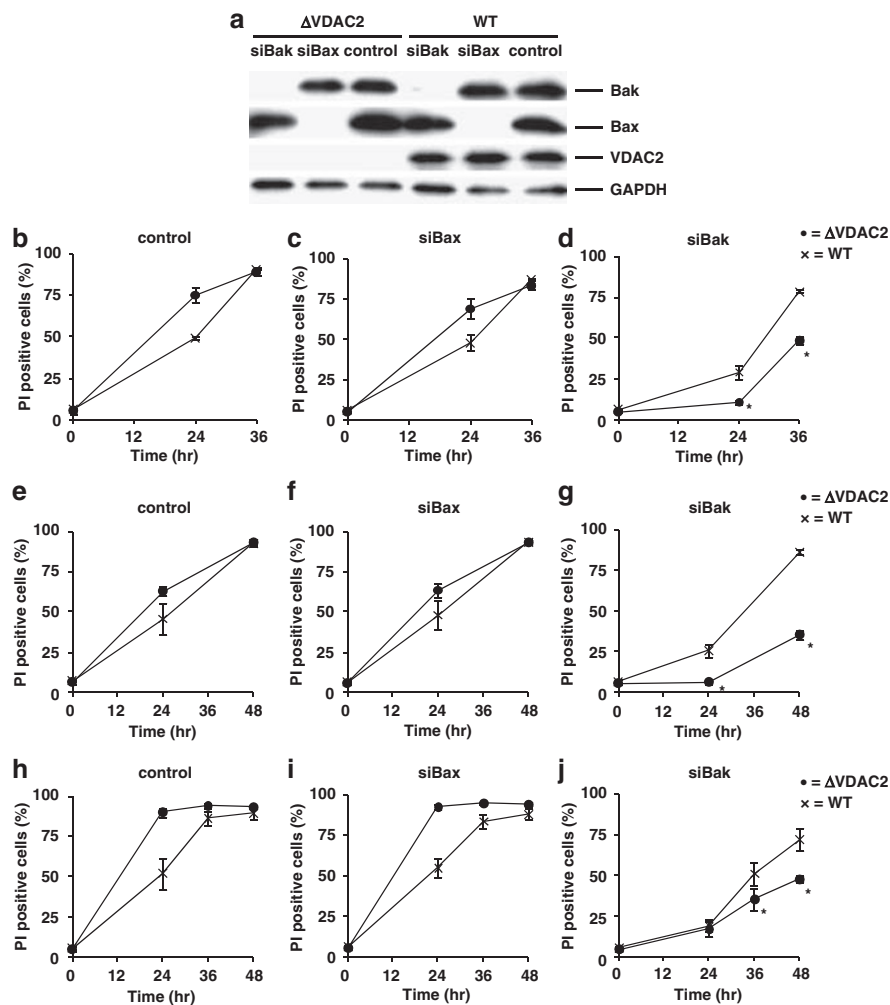 a
ΔVDAC2 WT
siBak siBax control siBak siBax control
Bak
Bax
VDAC2
GAPDH
b control
PI positive cells (%)
100
75
50
25
0
0 12 24 36
Time (hr)
c siBax
PI positive cells (%)
100
75
50
25
0
0 12 24 36
Time (hr)
d siBak
● = ΔVDAC2
× = WT
PI positive cells (%)
100
75
50
25
0
* *
0 12 24 36
Time (hr)
e control
PI positive cells (%)
100
75
50
25
0
0 12 24 36 48
Time (hr)
f siBax
PI positive cells (%)
100
75
50
25
0
0 12 24 36 48
Time (hr)
g siBak
● = ΔVDAC2
× = WT
PI positive cells (%)
100
75
50
25
0
* *
0 12 24 36 48
Time (hr)
h control
PI positive cells (%)
100
75
50
25
0
0 12 24 36 48
Time (hr)
i siBax
PI positive cells (%)
100
75
50
25
0
0 12 24 36 48
Time (hr)
j siBak
● = ΔVDAC2
× = WT
PI positive cells (%)
100
75
50
25
0
* *
0 12 24 36 48
Time (hr)